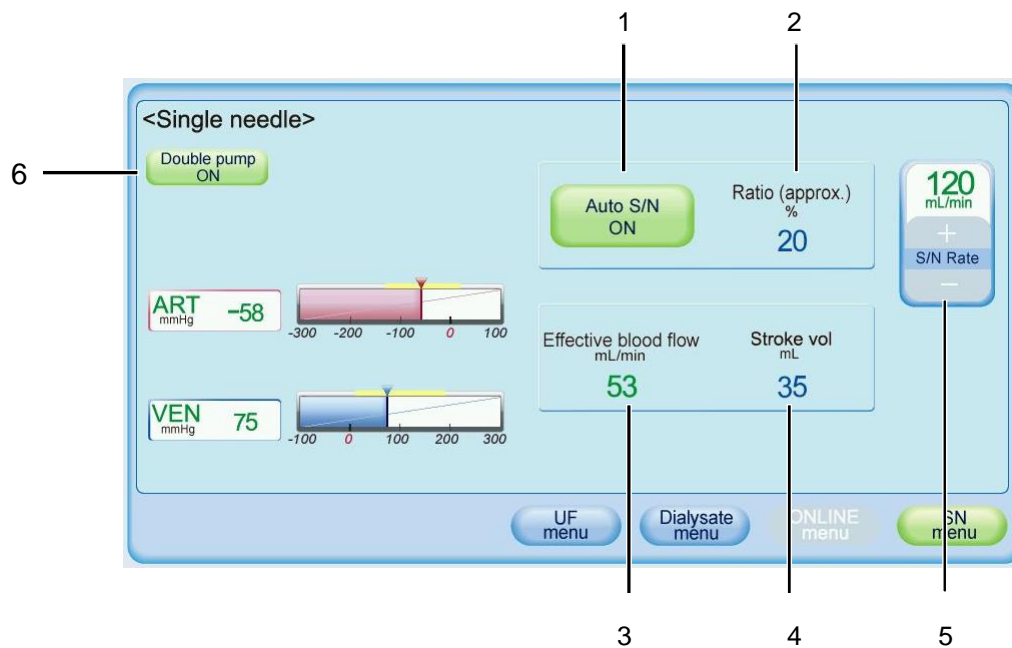 1
2
<Single needle>
6
Double pump
ON
Auto S/N
ON
Ratio (approx.)
%
20
120
mL/min
+
S/N Rate
−
ART
mmHg
−58
-300 -200 -100 0 100
Effective blood flow
mL/min
53
Stroke vol
mL
35
VEN
mmHg
75
-100 0 100 200 300
UF
menu
Dialysate
menu
ONLINE
menu
SN
menu
3
4
5